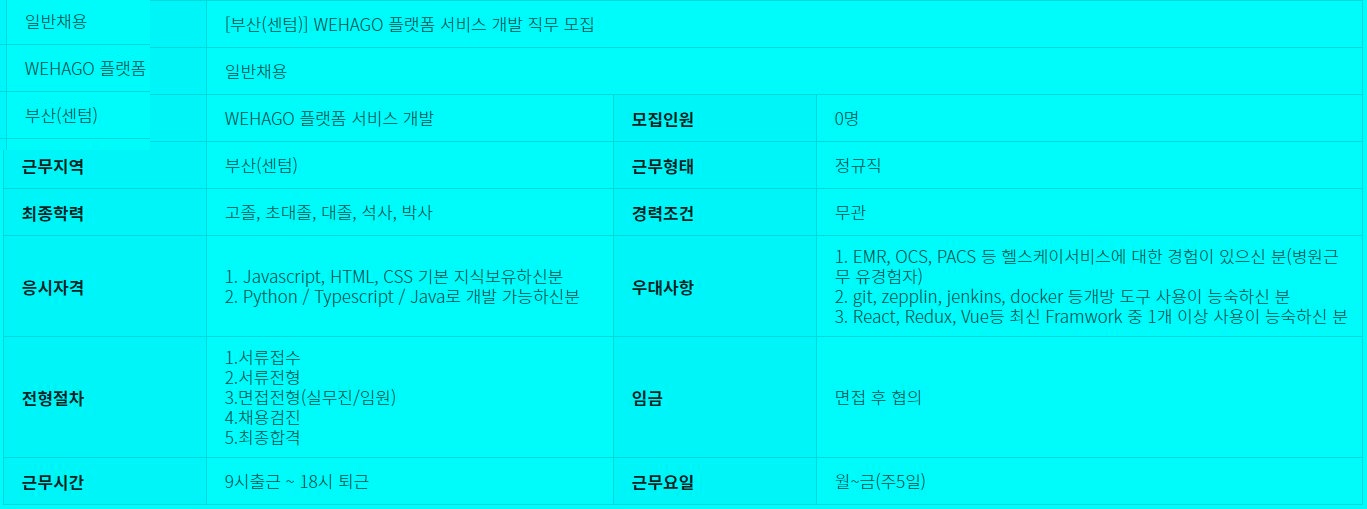 일반채용
[부산(센텀)] WEHAGO 플랫폼 서비스 개발 직무 모집
WEHAGO 플랫폼
일반채용
부산(센텀)
WEHAGO 플랫폼 서비스 개발
모집인원
0명
근무지역
부산(센텀)
근무형태
정규직
최종학력
고졸, 초대졸, 대졸, 석사, 박사
경력조건
무관
응시자격
1. Javascript, HTML, CSS 기본 지식보유하신분
2. Python / Typescript / Java로 개발 가능하신분
우대사항
1. EMR, OCS, PACS 등 헬스케이서비스에 대한 경험이 있으신 분(병원근
무 유경험자)
2. git, zepplin, jenkins, docker 등개방 도구 사용이 능숙하신 분
3. React, Redux, Vue등 최신 Framwork 중 1개 이상 사용이 능숙하신 분
전형절차
1.서류접수
2.서류전형
3.면접전형(실무진/임원)
4.채용검진
5.최종합격
임금
면접 후 협의
근무시간
9시출근 ~ 18시 퇴근
근무요일
월~금(주5일)